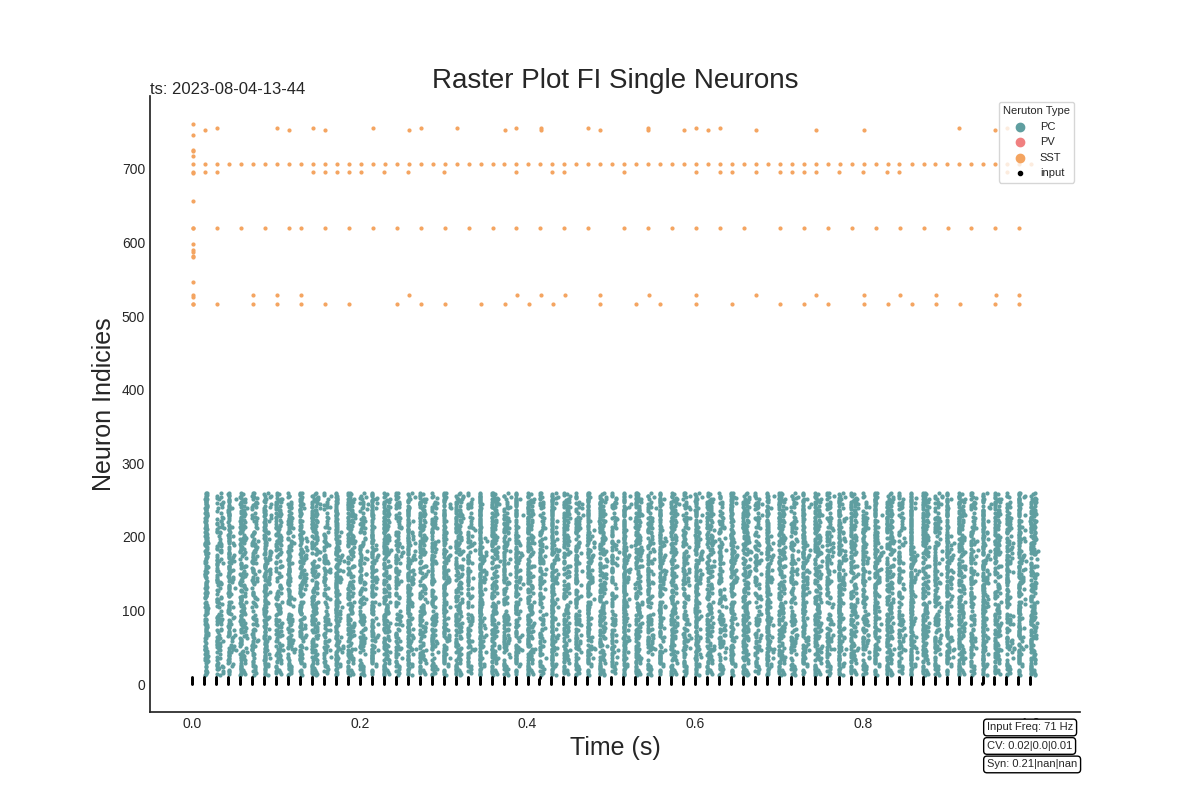 Raster Plot FI Single Neurons
ts: 2023-08-04-13-44
Neruton Type
PC
PV
SST
input
Neuron Indicies
700
600
500
400
300
200
100
0
0.0
0.2
0.4
0.6
0.8
Time (s)
Input Freq: 71 Hz
CV: 0.02|0.0|0.01
Syn: 0.21|nan|nan